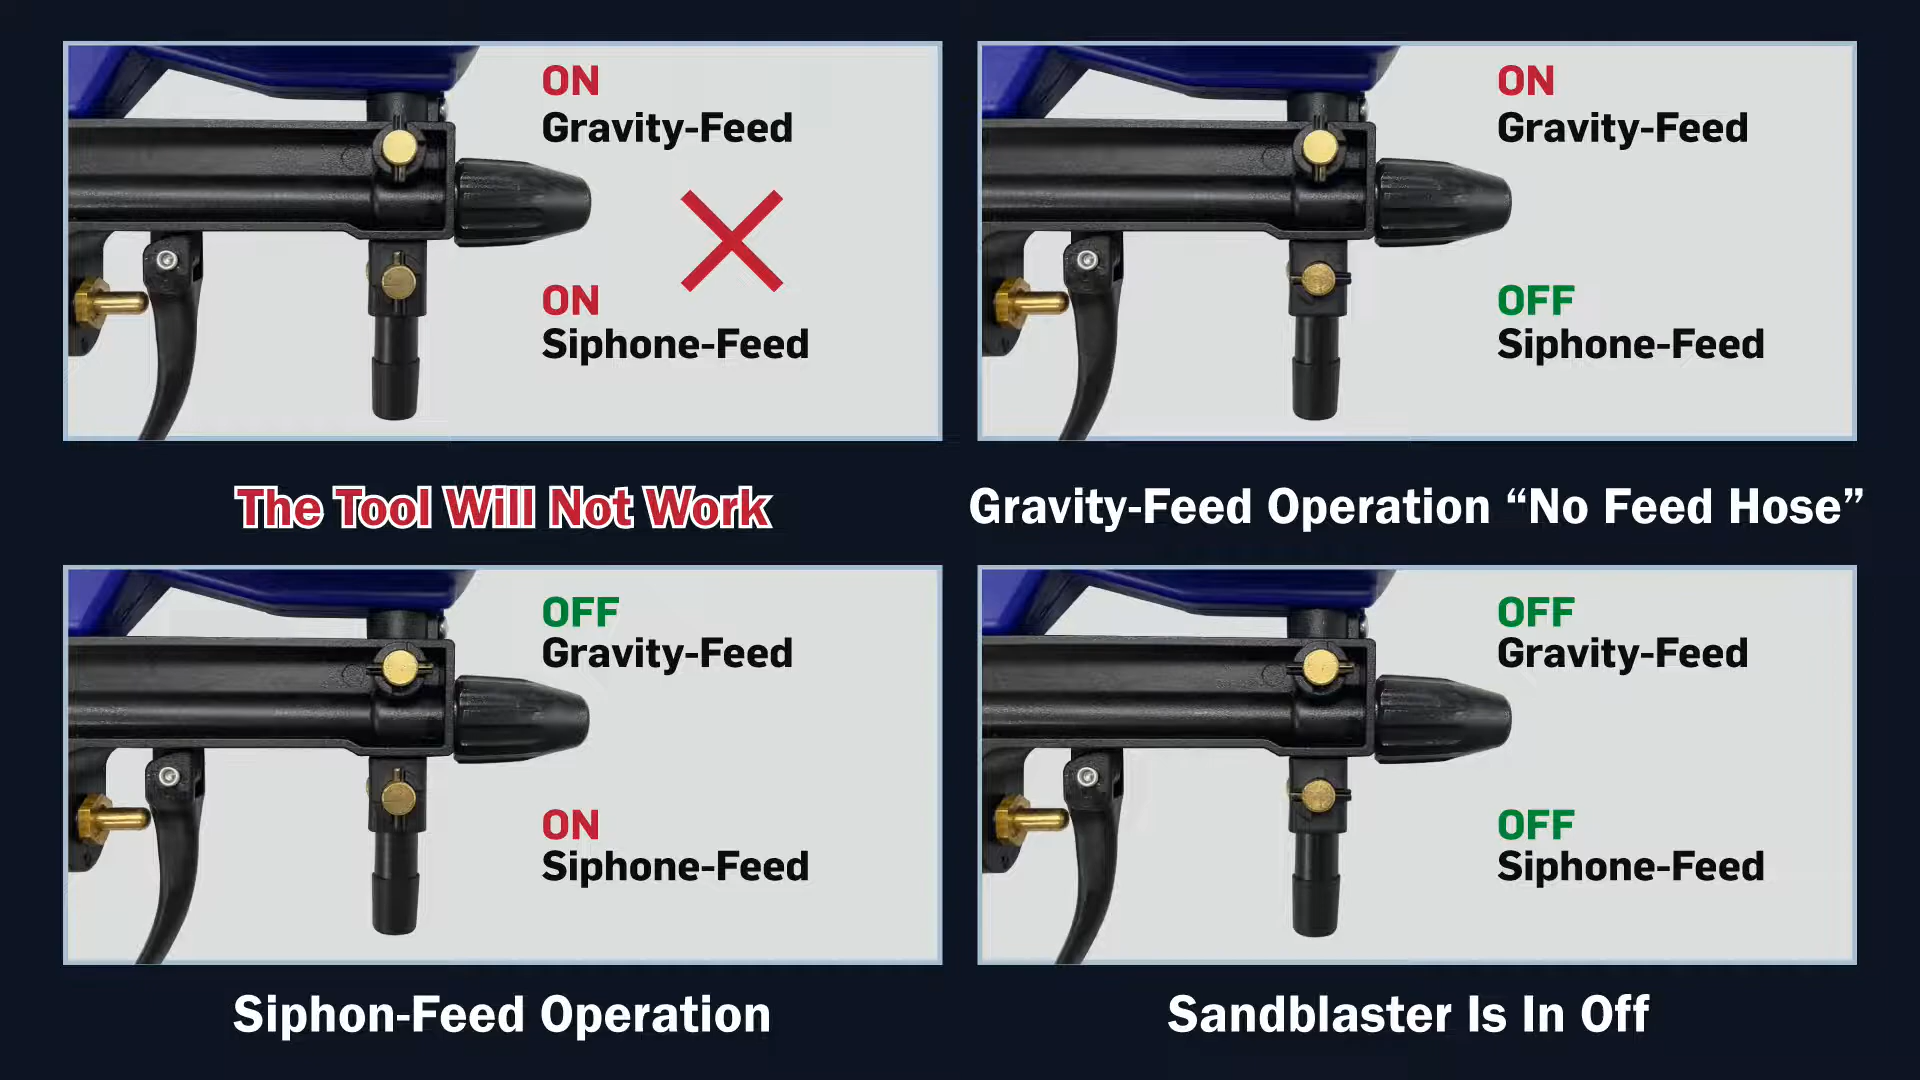 ON
Gravity-Feed
ON
Siphone-Feed
The Tool Will Not Work
ON
Gravity-Feed
OFF
Siphone-Feed
Gravity-Feed Operation “No Feed Hose”
OFF
Gravity-Feed
ON
Siphone-Feed
Siphon-Feed Operation
OFF
Gravity-Feed
OFF
Siphone-Feed
Sandblaster Is In Off